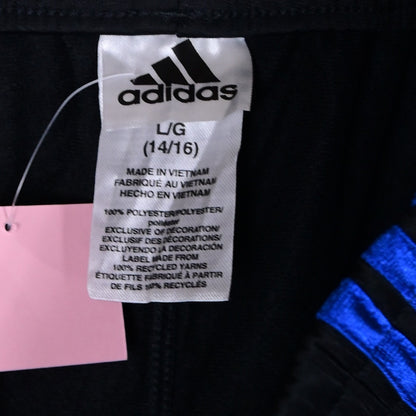 adidas
L/G
(14/16)
MADE IN VIETNAM
FABRIQUÉ AU VIETNAM
HECHO EN VIETNAM
100% POLYESTER/POLYESTER/
poliéster
EXCLUSIVE OF DECORATION/
EXCLUSIF DES DÉCORATIONS/
EXCLUYENDO LA DECORACIÓN
LABEL MADE FROM
100% RECYCLED YARNS
ÉTIQUETTE FABRIQUÉ À PARTIR
DE FILS 100% RECYCLÉS